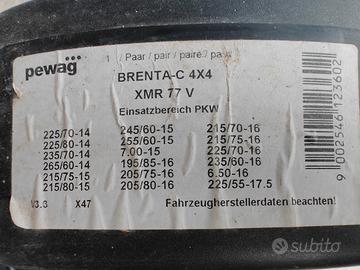 pewag
1 / Paar / pair / paire / pa
BRENTA-C 4X4
XMR 77 V
Einsatzbereich PKW
225/70-14 245/60-15 215/70-16
225/80-14 255/60-15 215/75-16
235/70-14 7.00-15 225/70-16
265/60-14 195/85-16 235/60-16
215/75-15 205/75-16 6.50-16
215/80-15 205/80-16 225/55-17.5
V3.3 X47 Fahrzeugherstellerdaten beachten!
9 002546 123602
subito